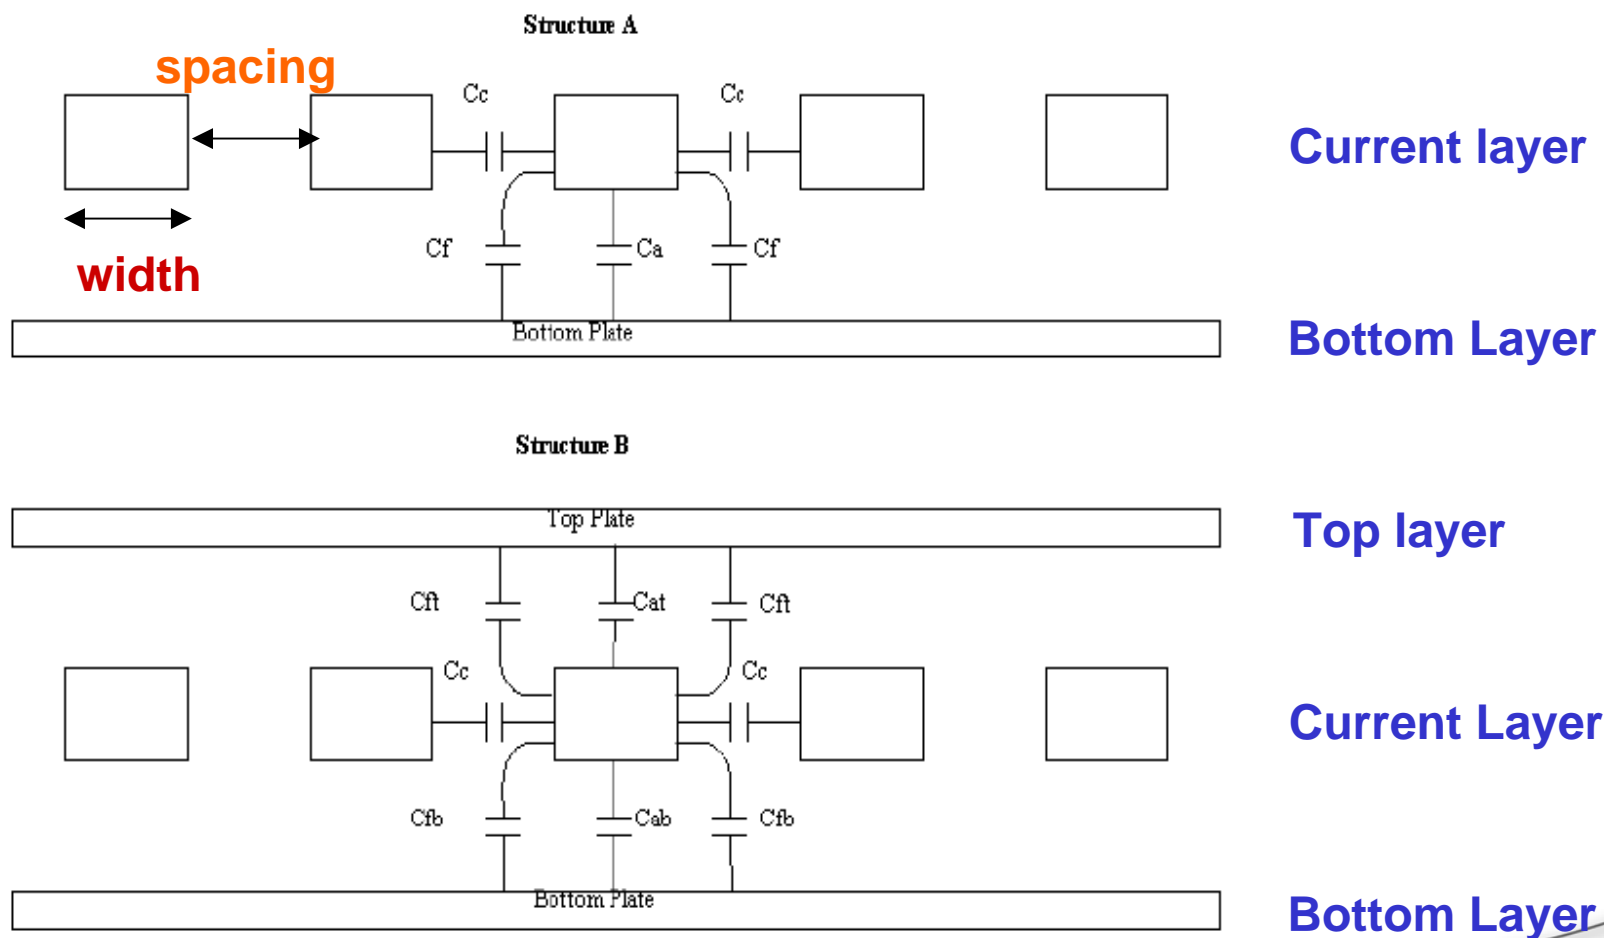 Structure A
spacing
Cc
Cc
Current layer
Cf
Ca
Cf
width
Bottom Plate
Bottom Layer
Structure B
Top Plate
Top layer
Cft
Cat
Cft
Cc
Cc
Current Layer
Cfb
Cab
Cfb
Bottom Plate
Bottom Layer